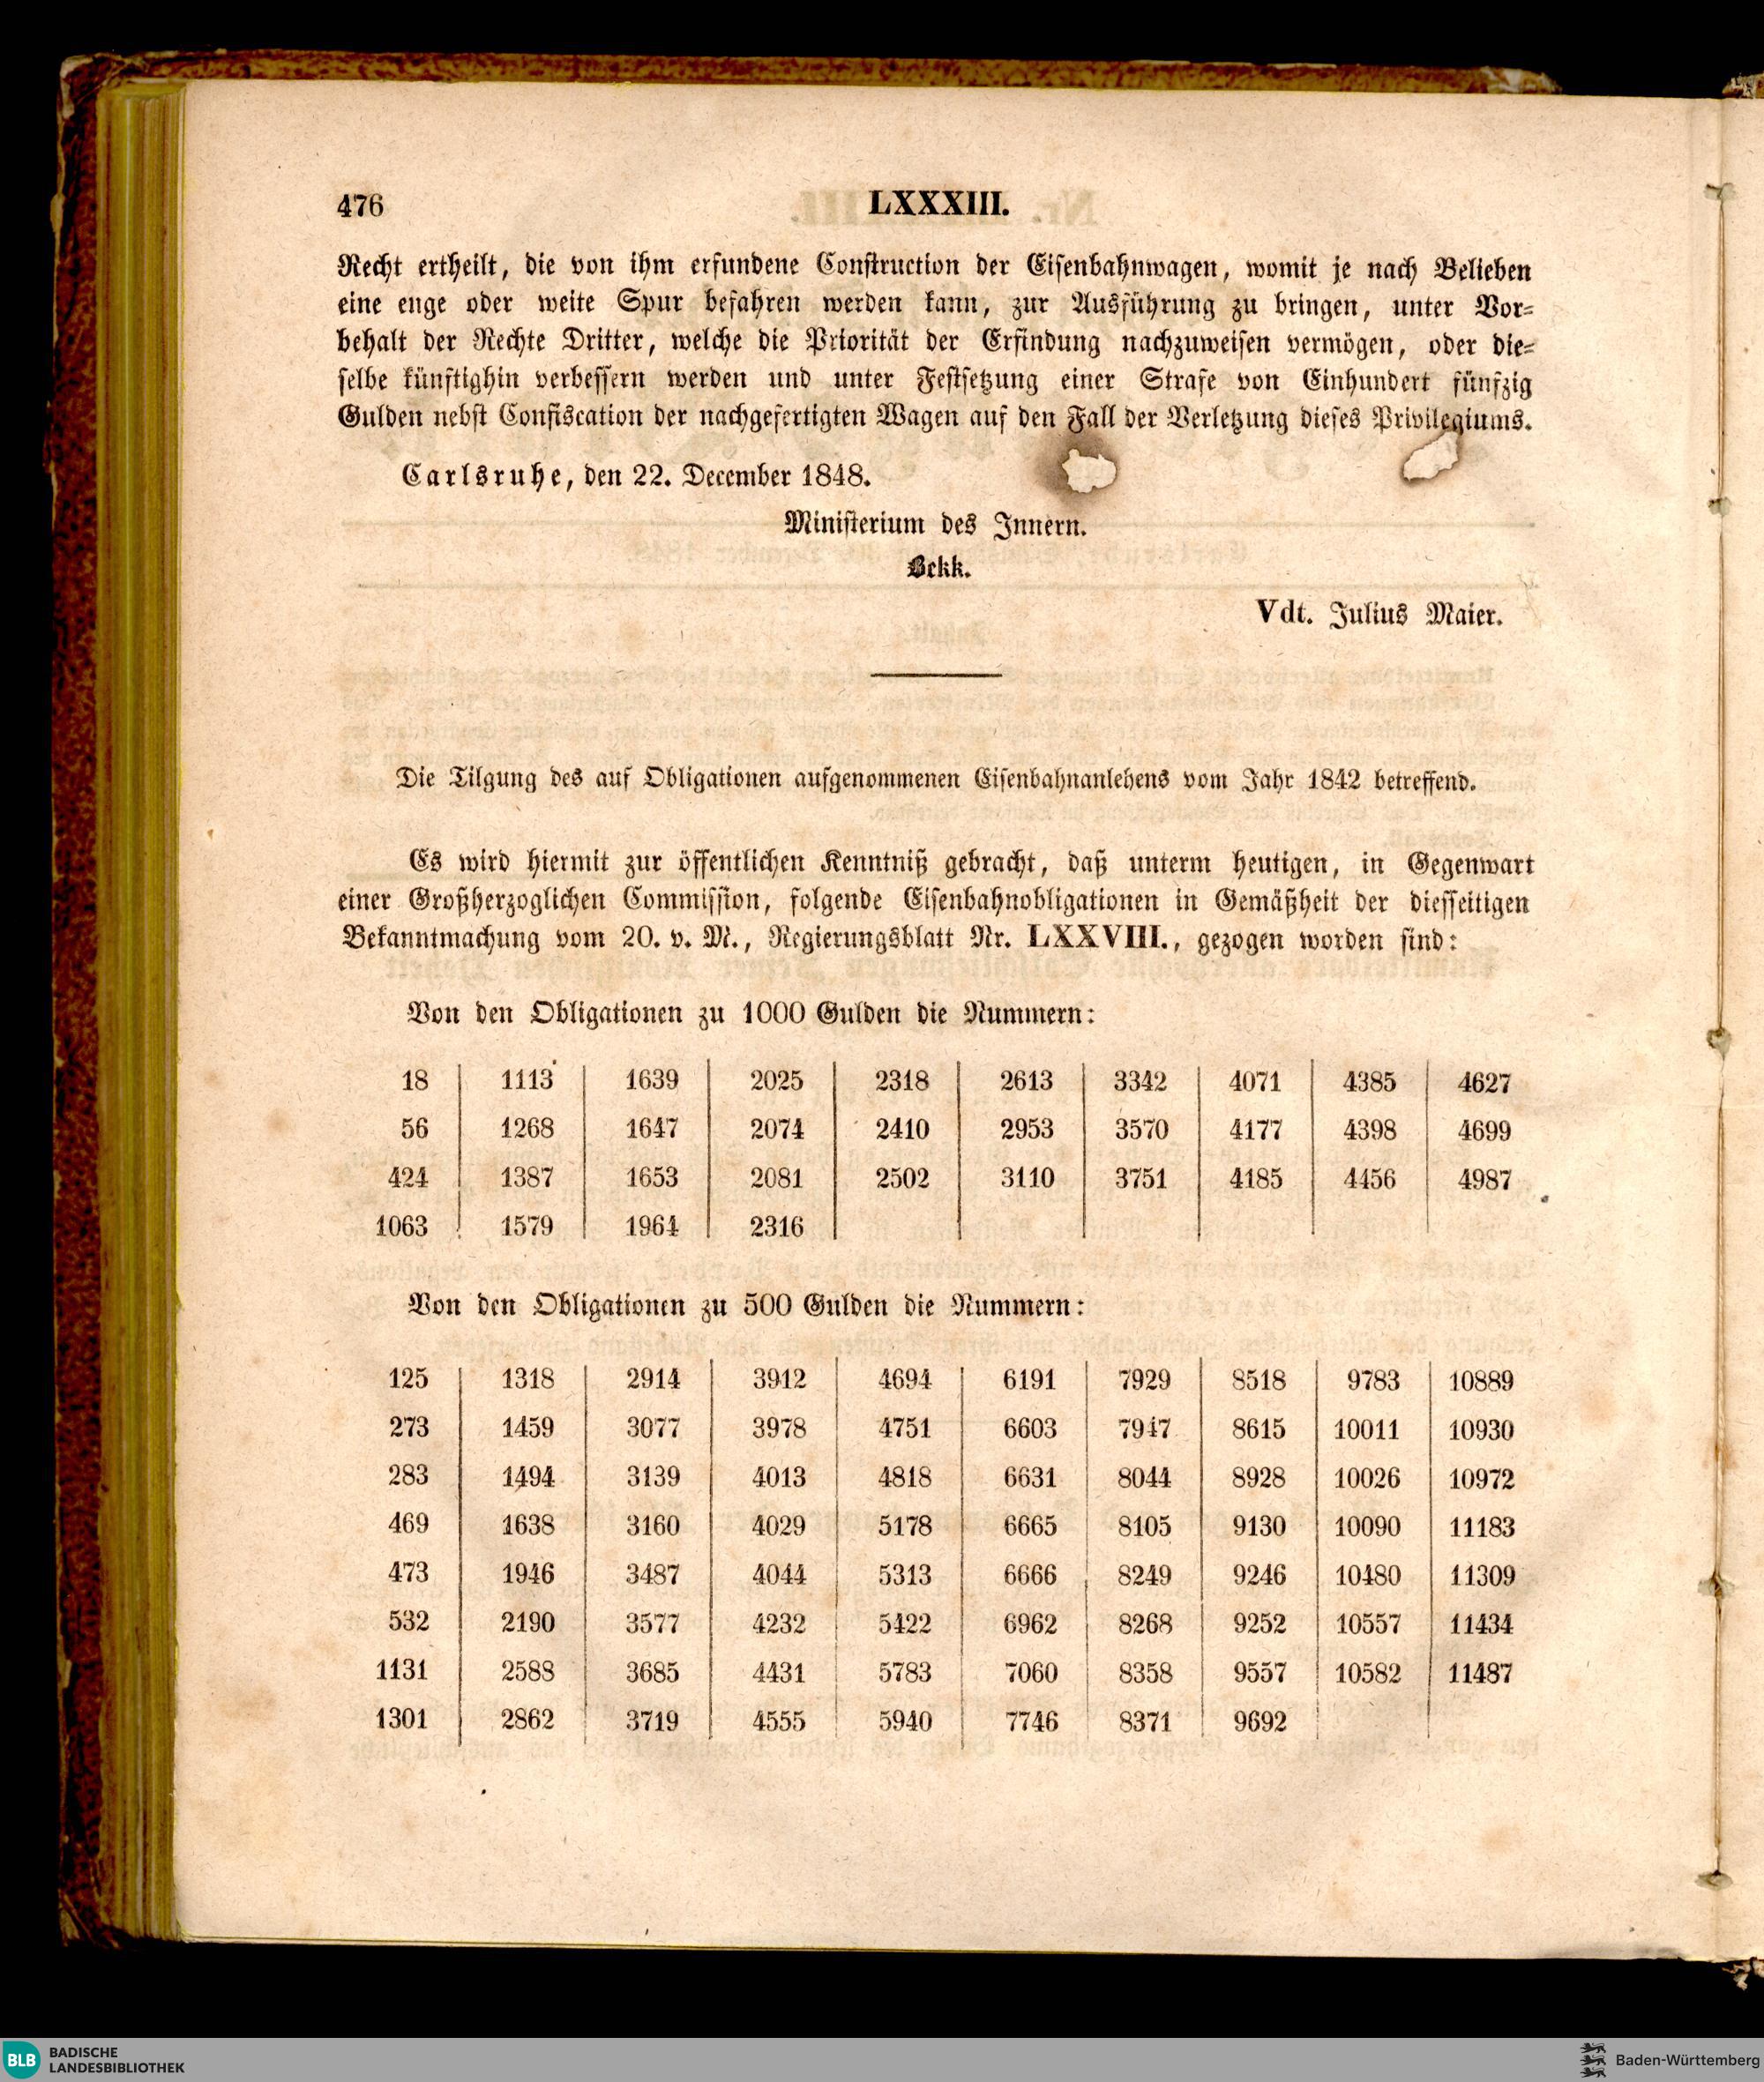 476 LXXXIII.
Recht ertheilt, die von ihm erfundene Construction der Eisenbahnwagen, womit je nach Belieben
eine enge oder weite Spur befahren werden kann, zur Ausführung zu bringen, unter Vor=
behalt der Rechte Dritter, welche die Priorität der Erfindung nachzuweisen vermögen, oder die=
selbe künftighin verbessern werden und unter Festsetzung einer Strafe von Einhundert fünfzig
Gulden nebst Confiscation der nachgefertigten Wagen auf den Fall der Verletzung dieses Privilegiums.
Carlsruhe, den 22. December 1848.
Ministerium des Innern.
Bekk.
Vdt. Julius Maier.
Die Tilgung des auf Obligationen aufgenommenen Eisenbahnanlehens vom Jahr 1842 betreffend.
Es wird hiermit zur öffentlichen Kenntniß gebracht, daß unterm heutigen, in Gegenwart
einer Großherzoglichen Commission, folgende Eisenbahnobligationen in Gemäßheit der diesseitigen
Bekanntmachung vom 20. v. M., Regierungsblatt Nr. LXXVIII., gezogen worden sind:
Von den Obligationen zu 1000 Gulden die Nummern:
18 1113 1639 2025 2318 2613 3342 4071 4385 4627
56 1268 1647 2074 2410 2953 3570 4177 4398 4699
424 1387 1653 2081 2502 3110 3751 4185 4456 4987
1063 1579 1964 2316
Von den Obligationen zu 500 Gulden die Nummern:
125 1318 2914 3912 4694 6191 7929 8518 9783 10889
273 1459 3077 3978 4751 6603 7947 8615 10011 10930
283 1494 3139 4013 4818 6631 8044 8928 10026 10972
469 1638 3160 4029 5178 6665 8105 9130 10090 11183
473 1946 3487 4044 5313 6666 8249 9246 10480 11309
532 2190 3577 4232 5422 6962 8268 9252 10557 11434
1131 2588 3685 4431 5783 7060 8358 9557 10582 11487
1301 2862 3719 4555 5940 7746 8371 9692
BLB BADISCHE
LANDESBIBLIOTHEK
Baden-Württemberg